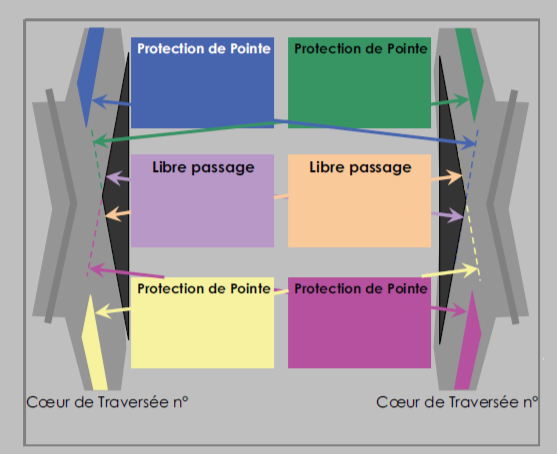 Protection de Pointe
Protection de Pointe
Libre passage
Libre passage
Protection de Pointe
Protection de Pointe
Cœur de Traversée n°
Cœur de Traversée n°